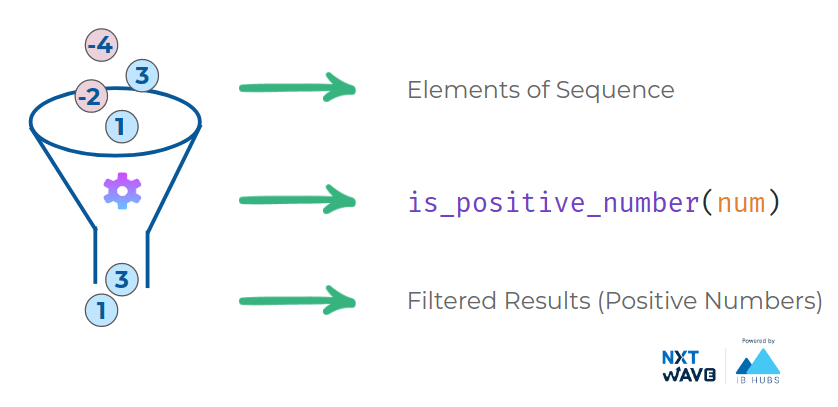 -4
3
-2
1
Elements of Sequence
is_positive_number(num)
3
1
Filtered Results (Positive Numbers)
Powered by
NXT
WAVE
IB HUBS